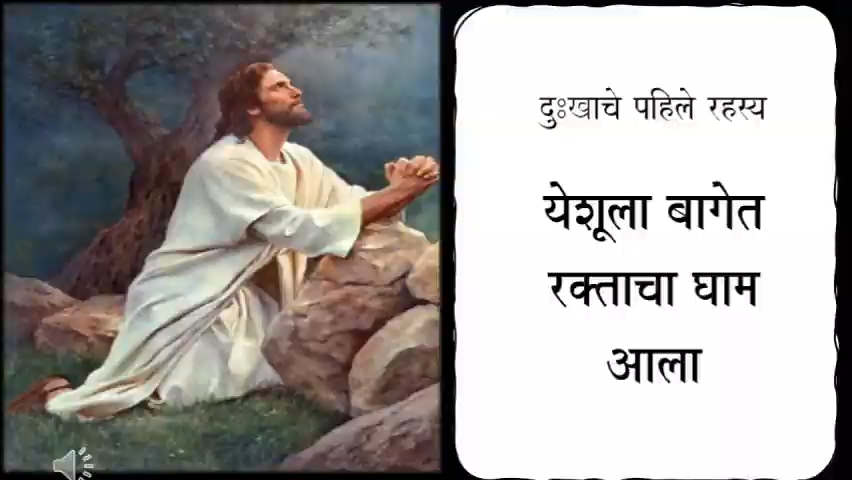 दुःखाचे पहिले रहस्य
येशूला बागेत
रक्ताचा घाम
आला